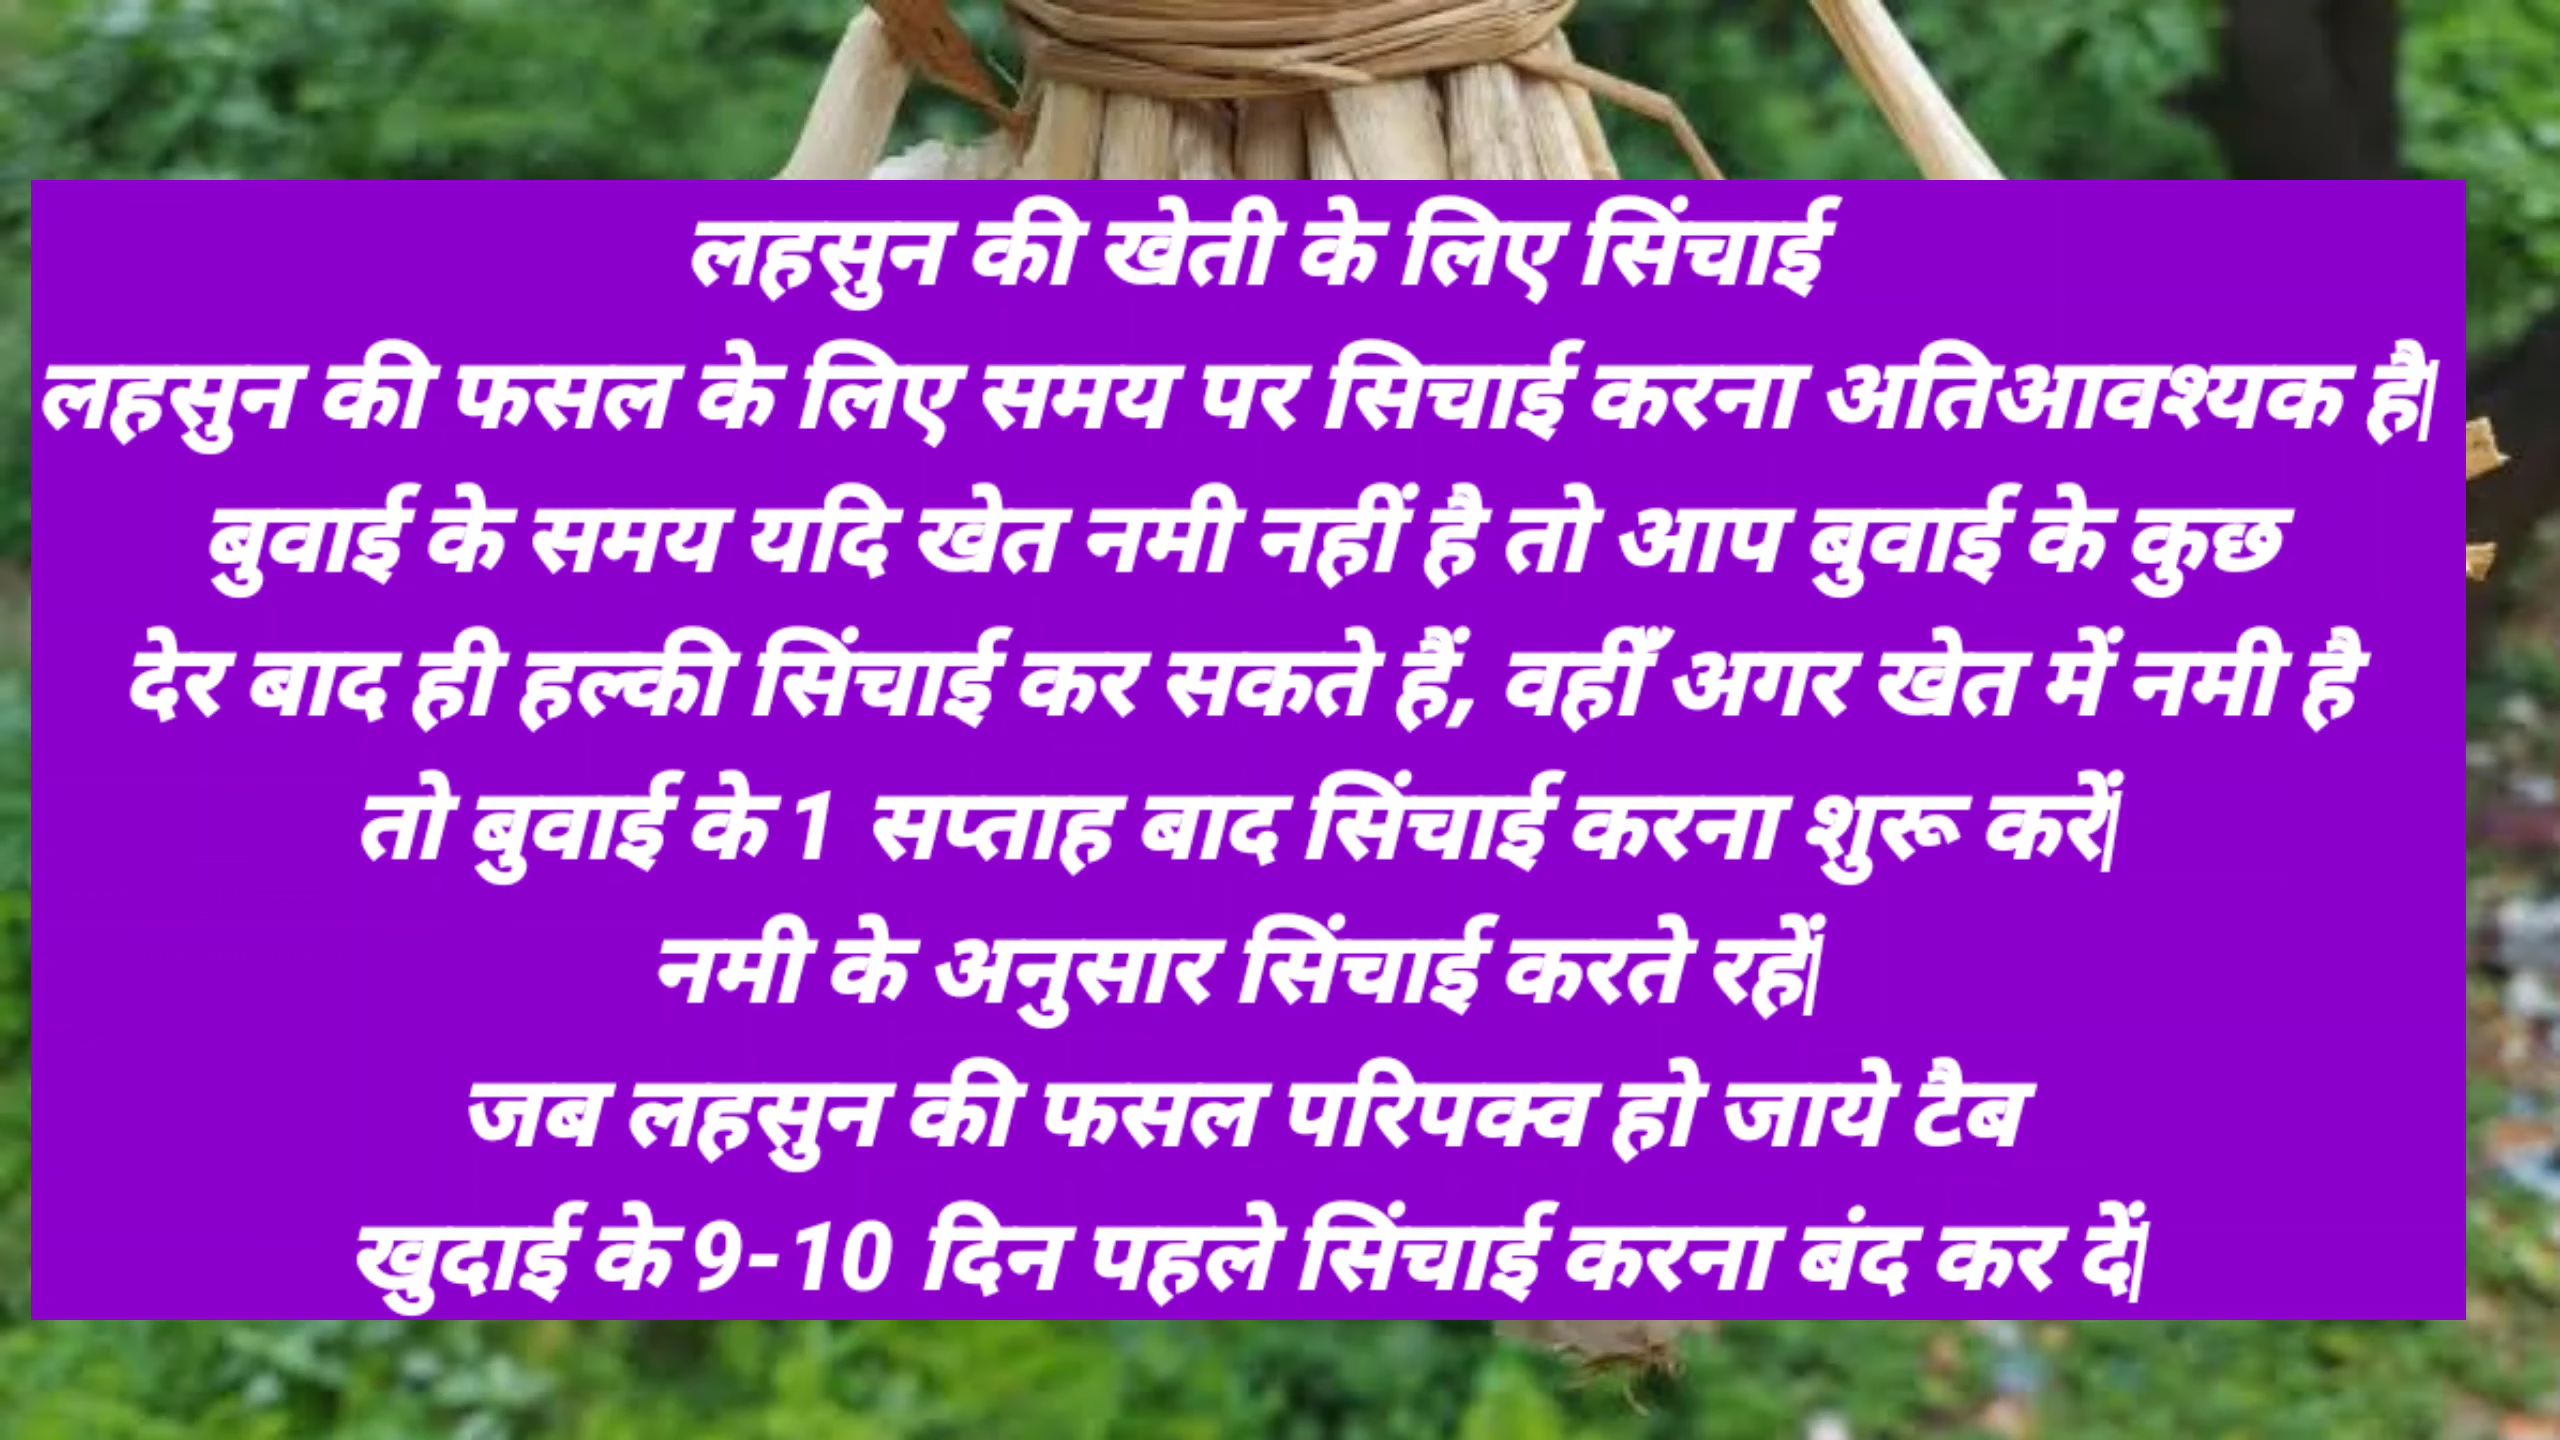 लहसुन की खेती के लिए सिंचाई
लहसुन की फसल के लिए समय पर सिचाई करना अतिआवश्यक है|
बुवाई के समय यदि खेत नमी नहीं है तो आप बुवाई के कुछ
देर बाद ही हल्की सिंचाई कर सकते हैं, वहीँ अगर खेत में नमी है
तो बुवाई के 1 सप्ताह बाद सिंचाई करना शुरू करें|
नमी के अनुसार सिंचाई करते रहें|
जब लहसुन की फसल परिपक्व हो जाये टैब
खुदाई के 9-10 दिन पहले सिंचाई करना बंद कर दें|